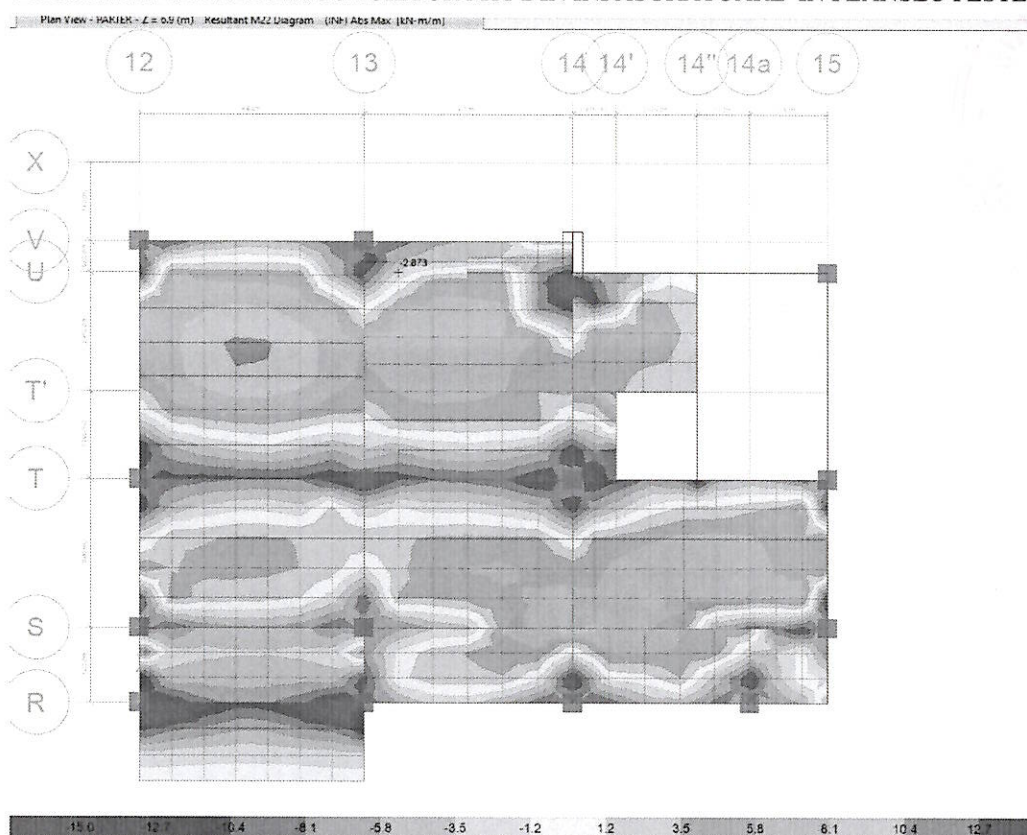 Plan View - PARTER - Z = 6.9 (m) Resultant M22 Diagram (INF) Abs Max [KN-m/m]
12 13 14 14' 14" 14a 15
X
V
U
-2.873
T'
T
S
R
-15.0 -12.7 -10.4 -8.1 -5.8 -3.5 -1.2 1.2 3.5 5.8 8.1 10.4 12.7